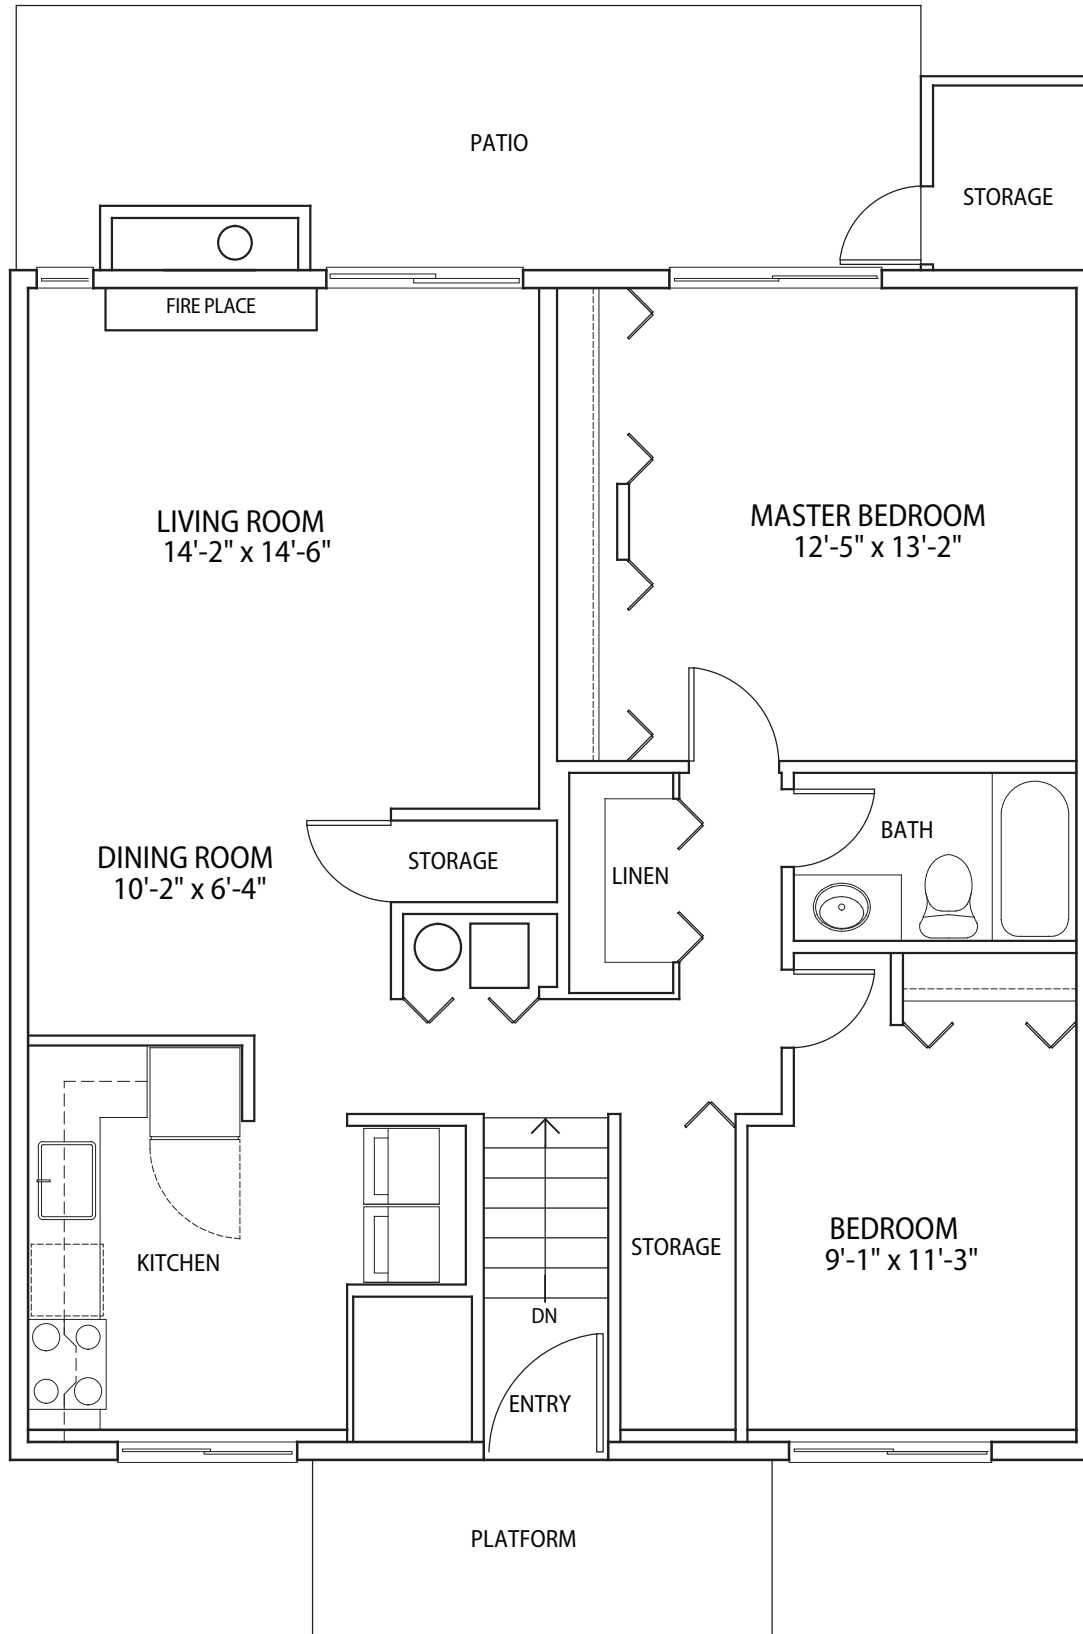 PATIO
STORAGE
FIRE PLACE
LIVING ROOM
14'-2" x 14'-6"
MASTER BEDROOM
12'-5" x 13'-2"
DINING ROOM
10'-2" x 6'-4"
STORAGE
LINEN
BATH
KITCHEN
STORAGE
BEDROOM
9'-1" x 11'-3"
DN
ENTRY
PLATFORM